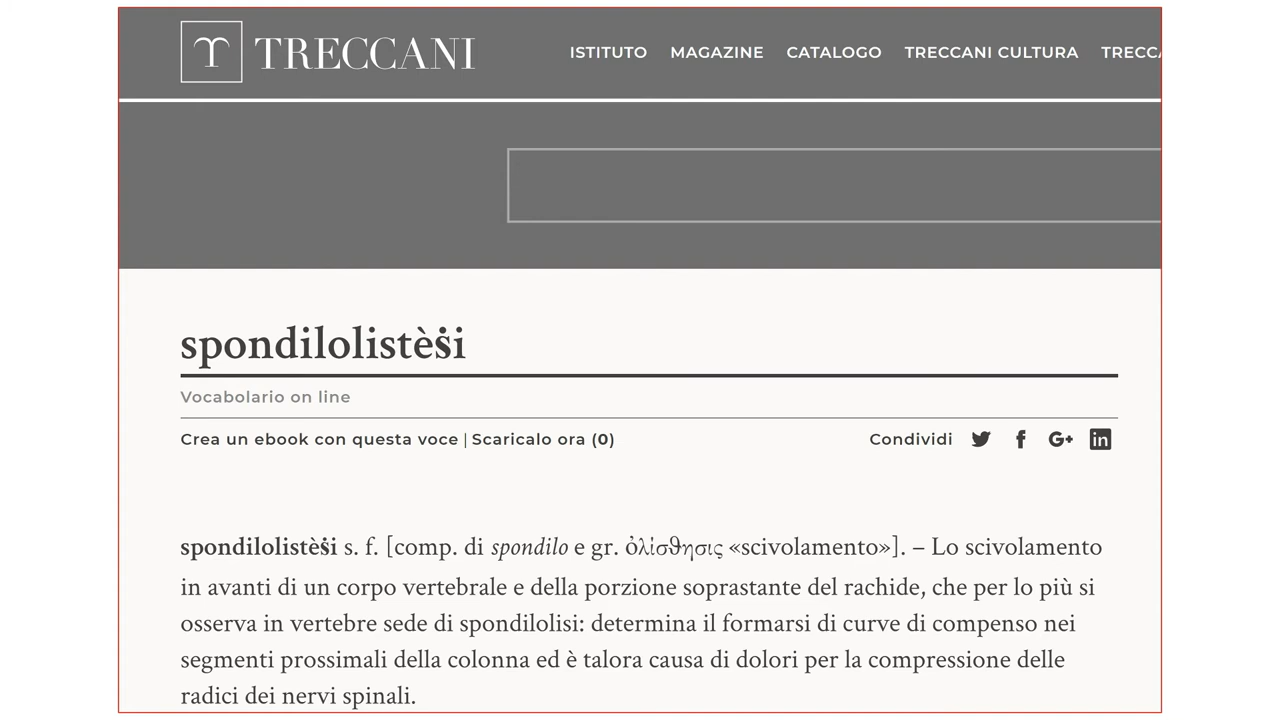 TRECCANI
ISTITUTO MAGAZINE CATALOGO TRECCANI CULTURA TRECCA
spondilolistèṡi
Vocabolario on line
Crea un ebook con questa voce | Scaricalo ora (0) Condividi
spondilolistèṡi s. f. [comp. di spondilo e gr. ὀλίσϑησις «scivolamento»]. – Lo scivolamento
in avanti di un corpo vertebrale e della porzione soprastante del rachide, che per lo più si
osserva in vertebre sede di spondilolisi: determina il formarsi di curve di compenso nei
segmenti prossimali della colonna ed è talora causa di dolori per la compressione delle
radici dei nervi spinali.